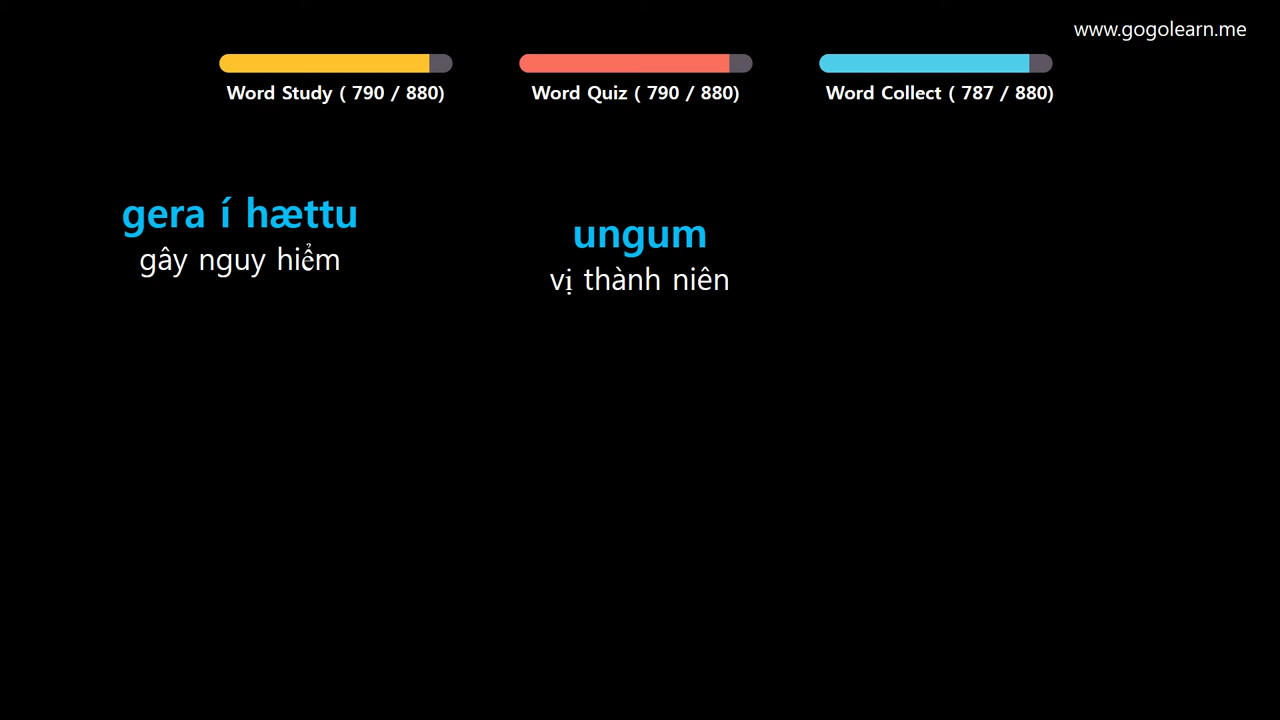 www.gogolearn.me
Word Study ( 790 / 880)
Word Quiz ( 790 / 880)
Word Collect ( 787 / 880)
gera í hættu
gây nguy hiểm
ungum
vị thành niên